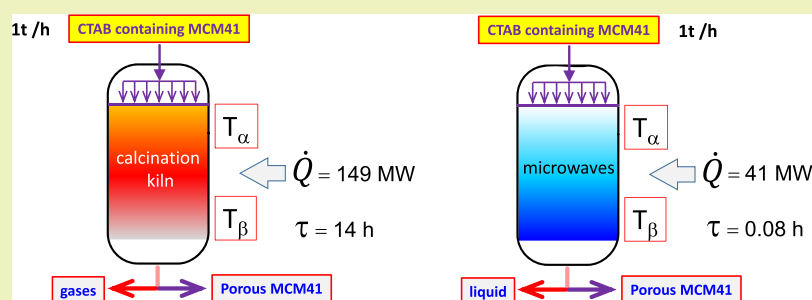 1t /h
CTAB containing MCM41
Tα
calcination
kiln
Q̇ = 149 MW
Tβ
τ = 14 h
gases
Porous MCM41
CTAB containing MCM41
1t /h
Tα
microwaves
Q̇ = 41 MW
Tβ
τ = 0.08 h
liquid
Porous MCM41